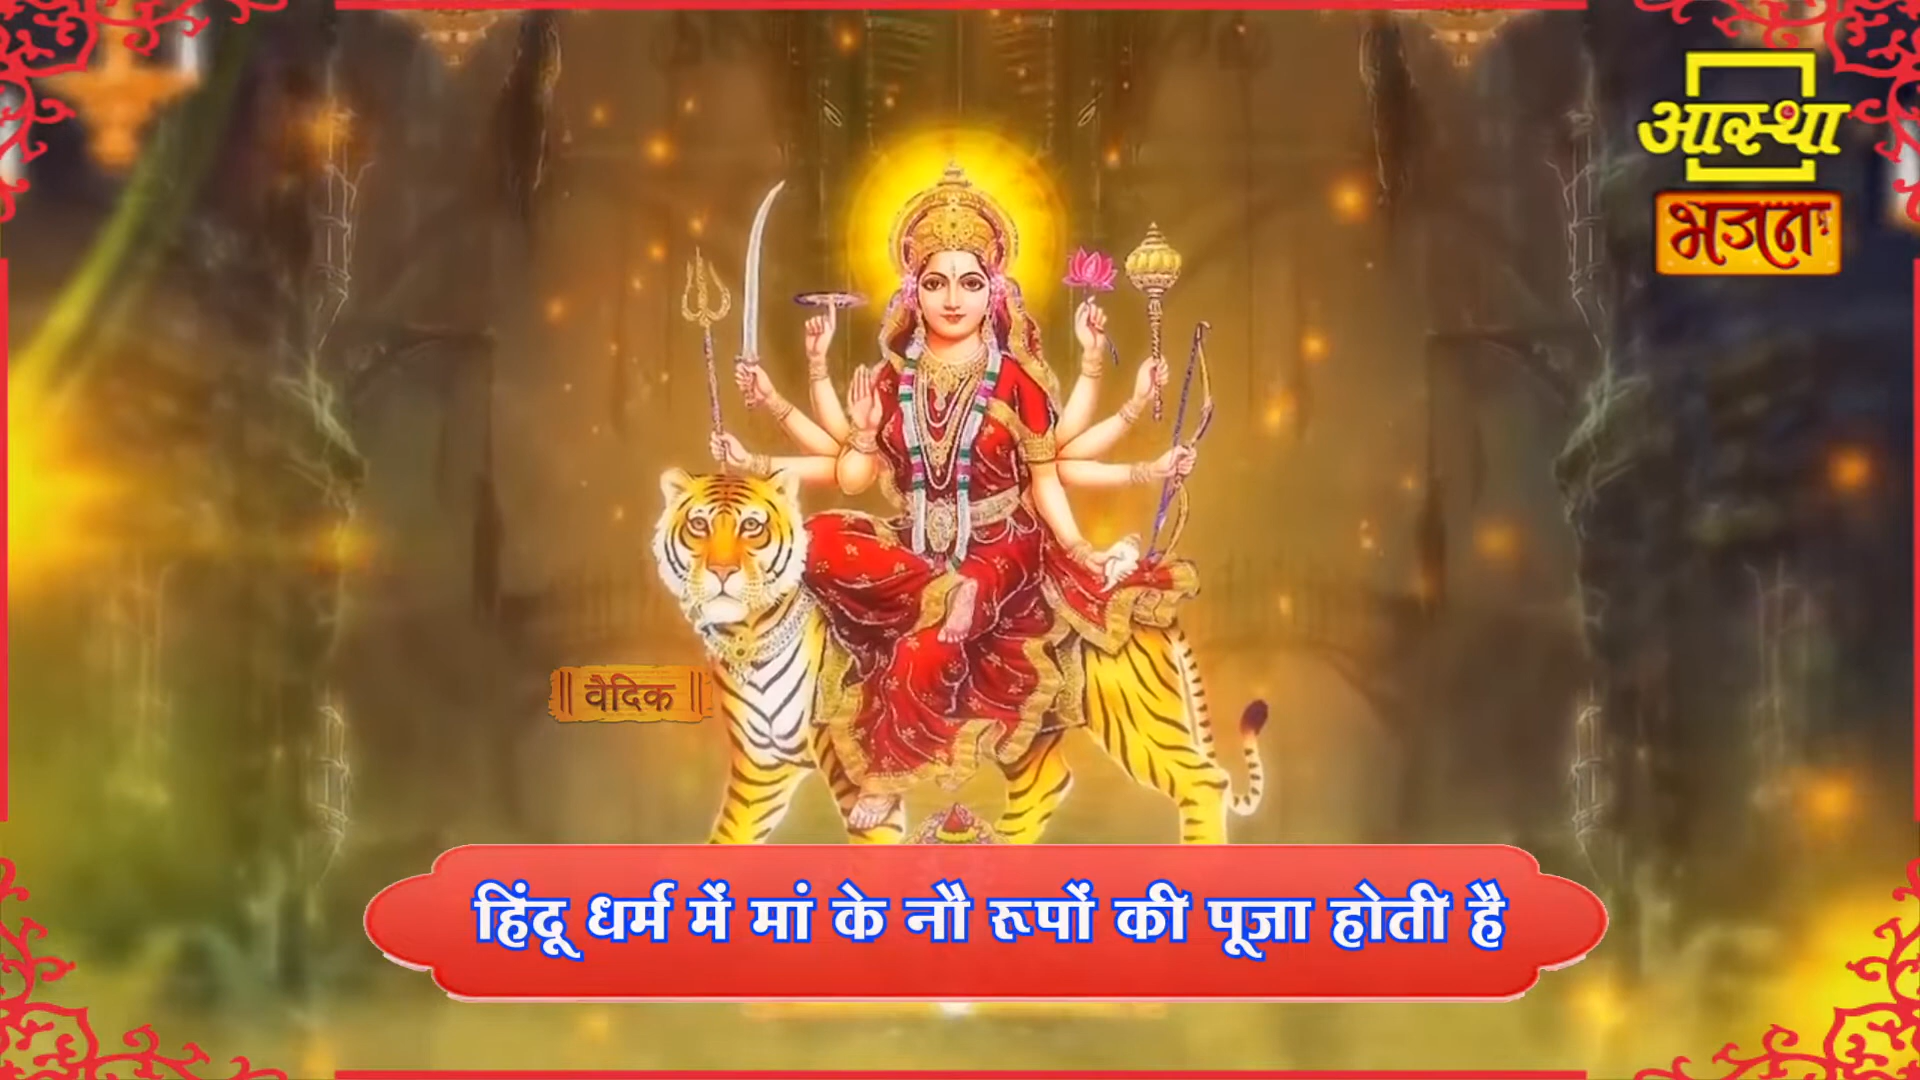 आस्था
भजन
॥ वैदिक ॥
हिंदू धर्म में मां के नौ रूपों की पूजा होती है